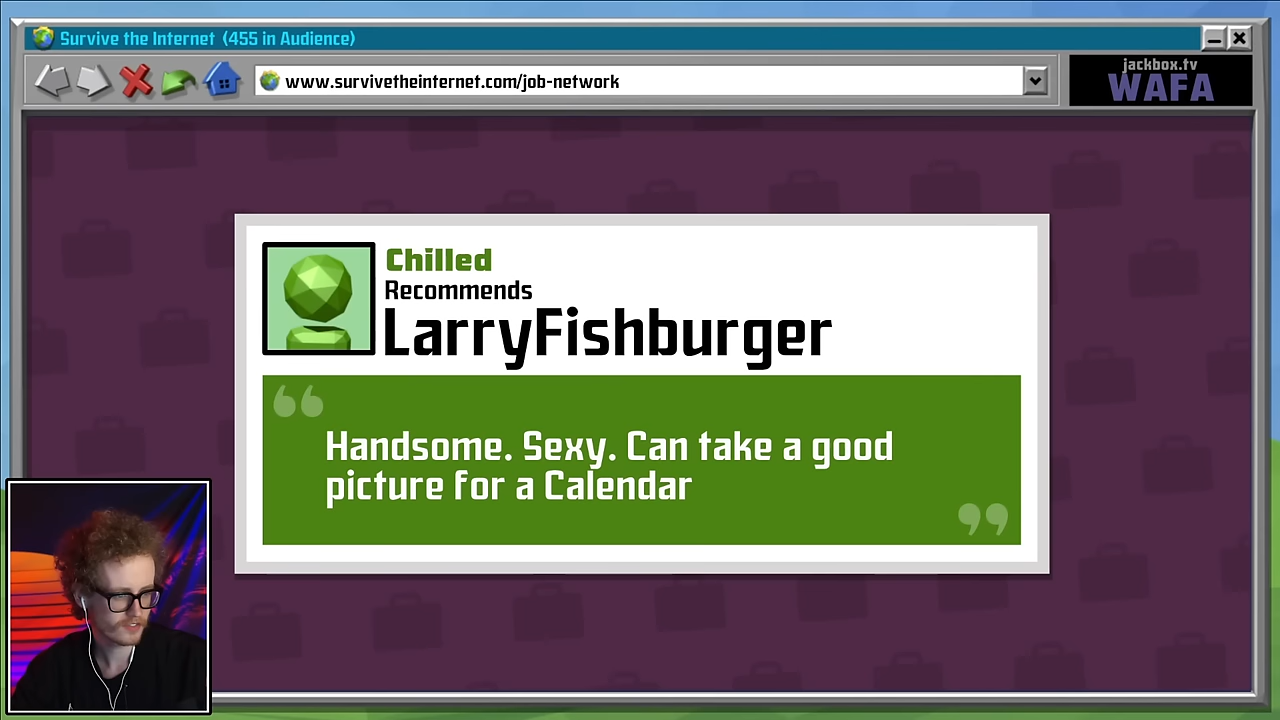 Survive the Internet (455 in Audience)
www.survivetheinternet.com/job-network
jackbox.tv
WAFA
Chilled
Recommends
LarryFishburger
“
Handsome. Sexy. Can take a good
picture for a Calendar
”